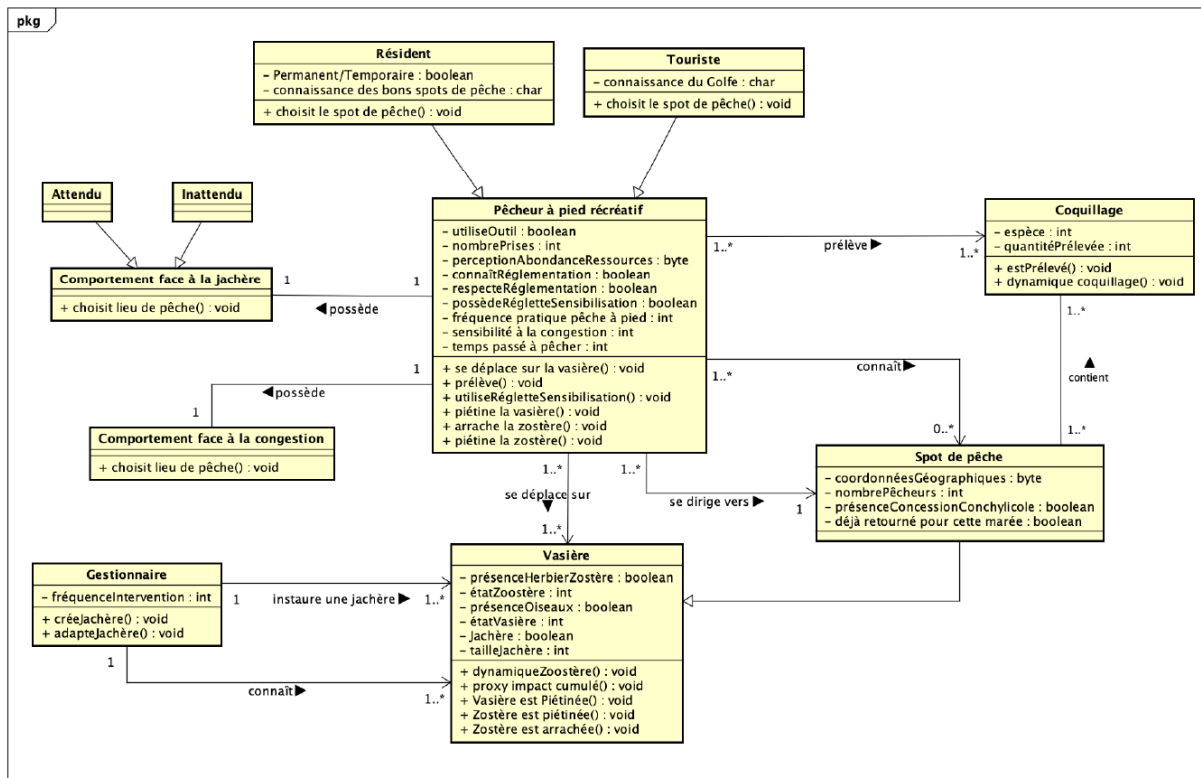 pkg
Résident
– Permanent/Temporaire : boolean
– connaissance des bons spots de pêche : char
+ choisit le spot de pêche() : void
Touriste
– connaissance du Golfe : char
+ choisit le spot de pêche() : void
Attendu
Inattendu
Comportement face à la jachère
+ choisit lieu de pêche() : void
1
1
◀possède
Pêcheur à pied récréatif
– utiliseOutil : boolean
– nombrePrises : int
– perceptionAbondanceRessources : byte
– connaîtRéglementation : boolean
– respecteRéglementation : boolean
– possèdeRégletteSensibilisation : boolean
– fréquence pratique pêche à pied : int
– sensibilité à la congestion : int
– temps passé à pêcher : int
+ se déplace sur la vasière() : void
+ prélève() : void
+ utiliseRégletteSensibilisation() : void
+ piétine la vasière() : void
+ arrache la zostère() : void
+ piétine la zostère() : void
1..*
prélève▶
1..*
Coquillage
– espèce : int
– quantitéPrélevée : int
+ estPrélevé() : void
+ dynamique coquillage() : void
1..*
▲
contient
1..*
1
◀possède
1
Comportement face à la congestion
+ choisit lieu de pêche() : void
1..*
connaît▶
0..*
Spot de pêche
– coordonnéesGéographiques : byte
– nombrePêcheurs : int
– présenceConcessionConchylicole : boolean
– déjà retourné pour cette marée : boolean
1..*
se déplace sur
▼
1..*
1..*
se dirige vers ▶
1
Gestionnaire
– fréquenceIntervention : int
+ créeJachère() : void
+ adapteJachère() : void
1
instaure une jachère ▶
1..*
1
connaît▶
1..*
Vasière
– présenceHerbierZostère : boolean
– étatZoostère : int
– présenceOiseaux : boolean
– étatVasière : int
– Jachère : boolean
– tailleJachère : int
+ dynamiqueZoostère() : void
+ proxy impact cumulé() : void
+ Vasière est Piétinée() : void
+ Zostère est piétinée() : void
+ Zostère est arrachée() : void